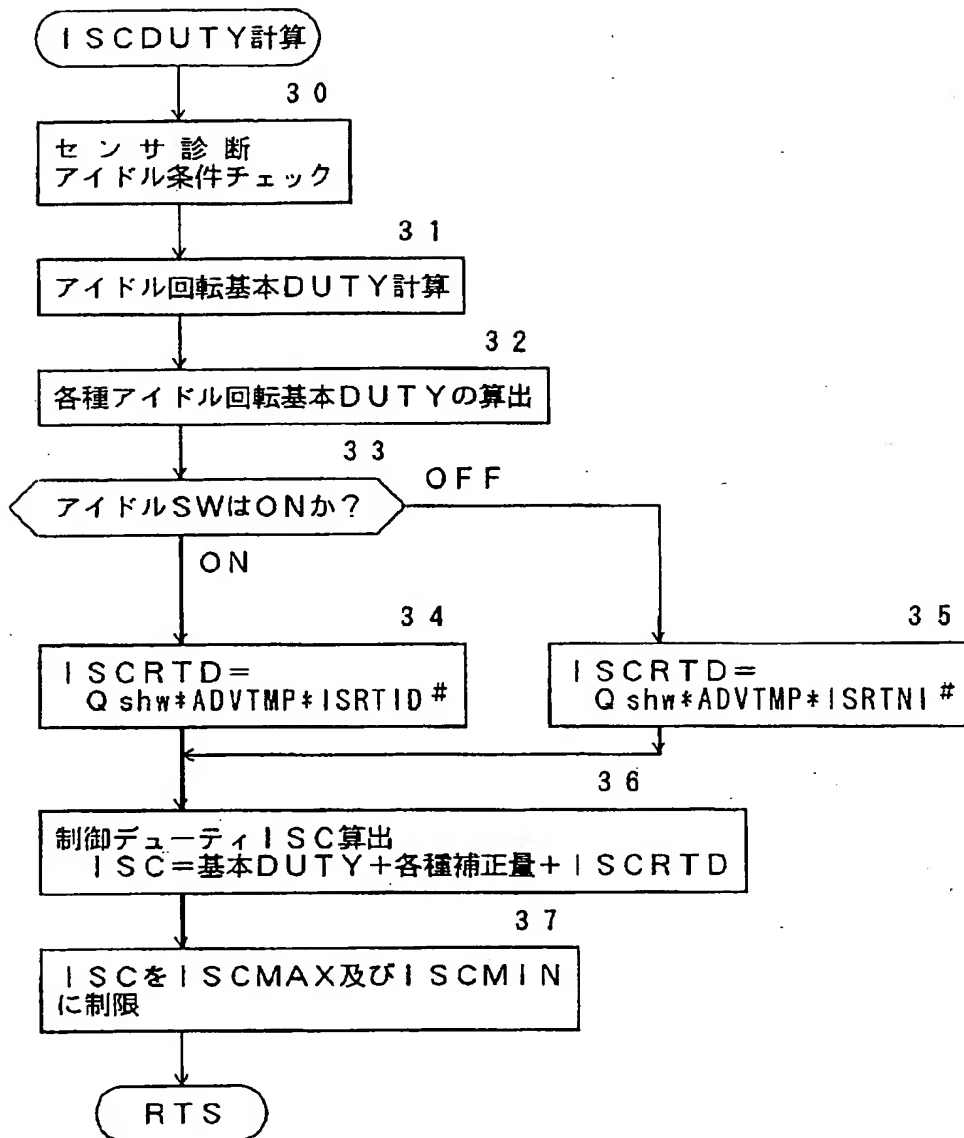 ISCDUTY計算
30
センサ診断
アイドル条件チェック
31
アイドル回転基本DUTY計算
32
各種アイドル回転基本DUTYの算出
33
アイドルSWはONか?
OFF
ON
34
ISCRTD=
Qshw*ADVTMP*ISRTID#
35
ISCRTD=
Qshw*ADVTMP*ISRTNI#
36
制御デューティISC算出
ISC=基本DUTY+各種補正量+ISCRTD
37
ISCをISCMAX及びISCMIN
に制限
RTS